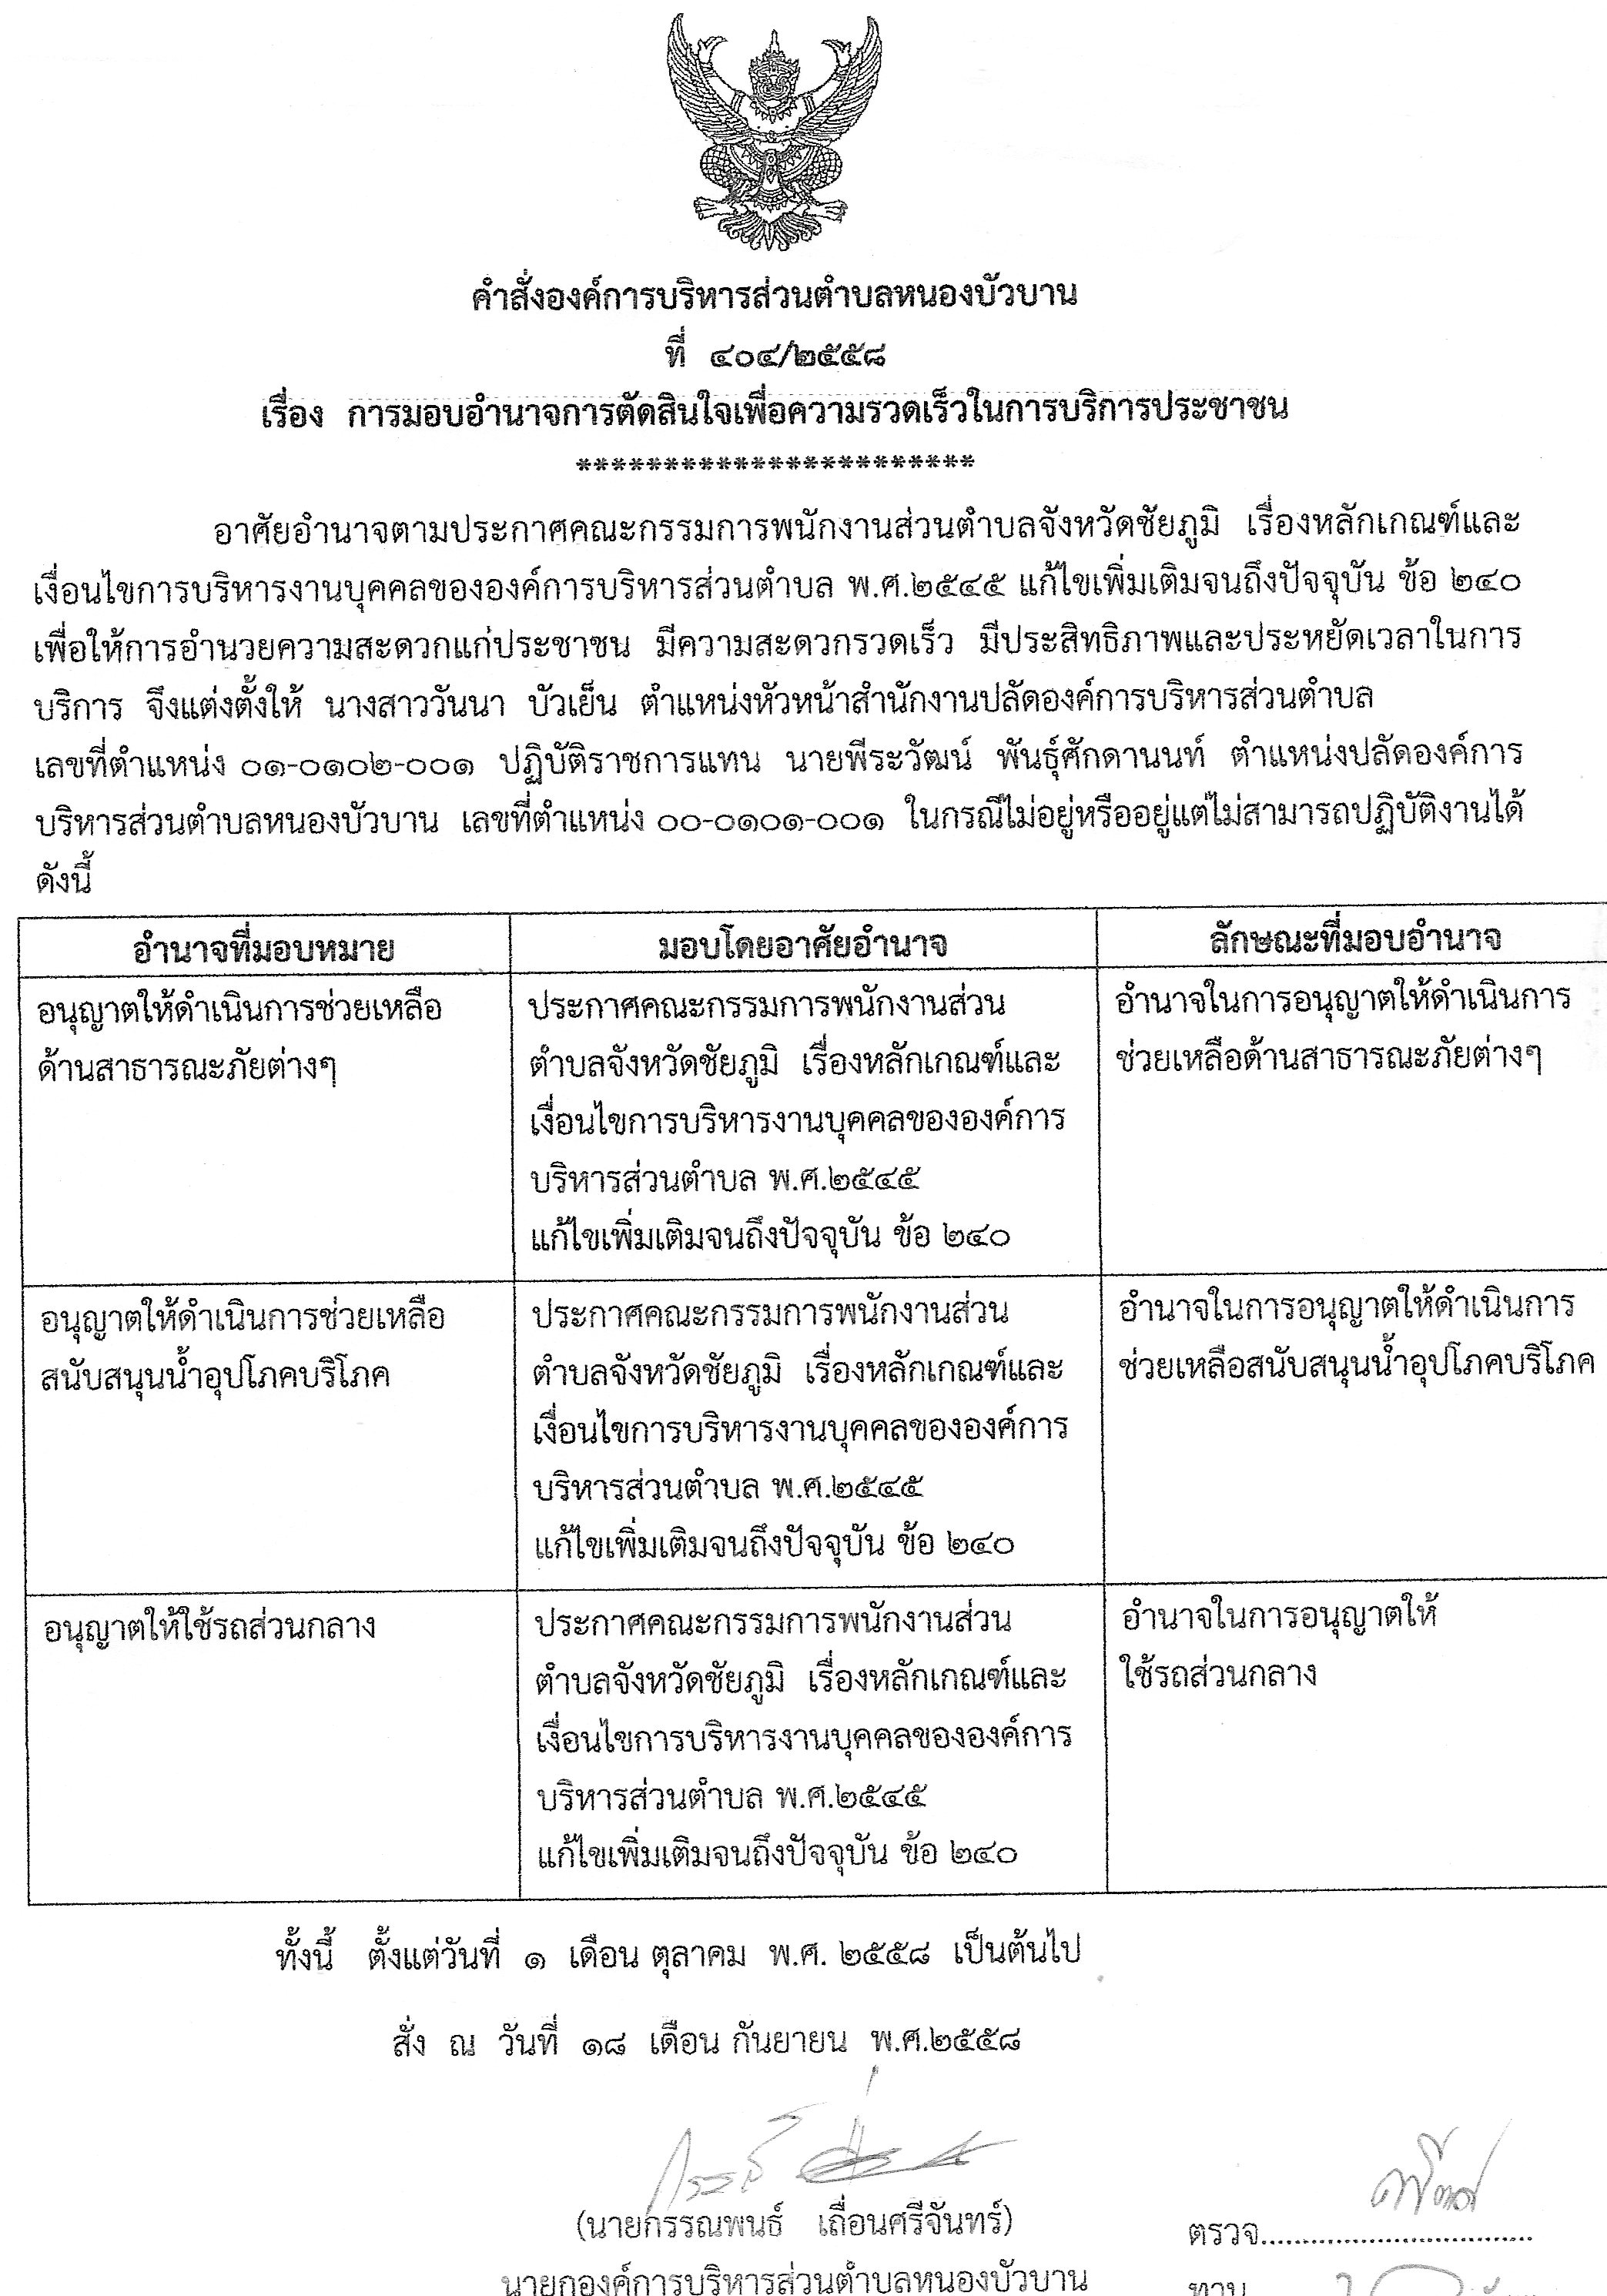 คำสั่งองค์การบริหารส่วนตำบลหนองบัวบาน
ที่ ๔๐๔/๒๕๕๘
เรื่อง การมอบอำนาจการตัดสินใจเพื่อความรวดเร็วในการบริการประชาชน
***********************
อาศัยอำนาจตามประกาศคณะกรรมการพนักงานส่วนตำบลจังหวัดชัยภูมิ เรื่องหลักเกณฑ์และ
เงื่อนไขการบริหารงานบุคคลขององค์การบริหารส่วนตำบล พ.ศ.๒๕๔๕ แก้ไขเพิ่มเติมจนถึงปัจจุบัน ข้อ ๒๔๐
เพื่อให้การอำนวยความสะดวกแก่ประชาชน มีความสะดวกรวดเร็ว มีประสิทธิภาพและประหยัดเวลาในการ
บริการ จึงแต่งตั้งให้ นางสาววันนา บัวเย็น ตำแหน่งหัวหน้าสำนักงานปลัดองค์การบริหารส่วนตำบล
เลขที่ตำแหน่ง ๐๑-๐๑๐๒-๐๐๑ ปฏิบัติราชการแทน นายพีระวัฒน์ พันธุ์ศักดานนท์ ตำแหน่งปลัดองค์การ
บริหารส่วนตำบลหนองบัวบาน เลขที่ตำแหน่ง ๐๐-๐๑๐๑-๐๐๑ ในกรณีไม่อยู่หรืออยู่แต่ไม่สามารถปฏิบัติงานได้
ดังนี้
อำนาจที่มอบหมาย
มอบโดยอาศัยอำนาจ
ลักษณะที่มอบอำนาจ
อนุญาตให้ดำเนินการช่วยเหลือ
ด้านสาธารณะภัยต่างๆ
ประกาศคณะกรรมการพนักงานส่วน
ตำบลจังหวัดชัยภูมิ เรื่องหลักเกณฑ์และ
เงื่อนไขการบริหารงานบุคคลขององค์การ
บริหารส่วนตำบล พ.ศ.๒๕๔๕
แก้ไขเพิ่มเติมจนถึงปัจจุบัน ข้อ ๒๔๐
อำนาจในการอนุญาตให้ดำเนินการ
ช่วยเหลือด้านสาธารณะภัยต่างๆ
อนุญาตให้ดำเนินการช่วยเหลือ
สนับสนุนน้ำอุปโภคบริโภค
ประกาศคณะกรรมการพนักงานส่วน
ตำบลจังหวัดชัยภูมิ เรื่องหลักเกณฑ์และ
เงื่อนไขการบริหารงานบุคคลขององค์การ
บริหารส่วนตำบล พ.ศ.๒๕๔๕
แก้ไขเพิ่มเติมจนถึงปัจจุบัน ข้อ ๒๔๐
อำนาจในการอนุญาตให้ดำเนินการ
ช่วยเหลือสนับสนุนน้ำอุปโภคบริโภค
อนุญาตให้ใช้รถส่วนกลาง
ประกาศคณะกรรมการพนักงานส่วน
ตำบลจังหวัดชัยภูมิ เรื่องหลักเกณฑ์และ
เงื่อนไขการบริหารงานบุคคลขององค์การ
บริหารส่วนตำบล พ.ศ.๒๕๔๕
แก้ไขเพิ่มเติมจนถึงปัจจุบัน ข้อ ๒๔๐
อำนาจในการอนุญาตให้
ใช้รถส่วนกลาง
ทั้งนี้ ตั้งแต่วันที่ ๑ เดือน ตุลาคม พ.ศ. ๒๕๕๘ เป็นต้นไป
สั่ง ณ วันที่ ๑๘ เดือน กันยายน พ.ศ.๒๕๕๘
(นายกรรณพนธ์ เถื่อนศรีจันทร์)
ตรวจ................................
นายกองค์การบริหารส่วนตำบลหนองบัวบาน
ทาน